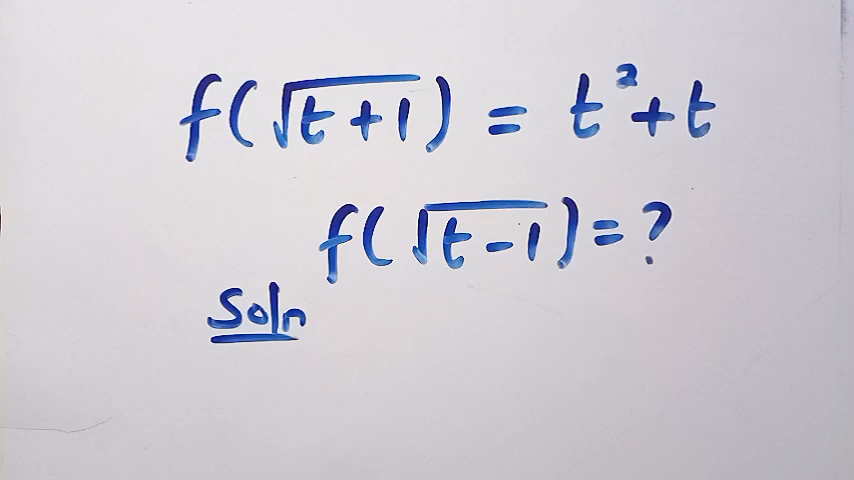 f(√(t+1)) = t²+t
f(√(t-1)) = ?
Soln